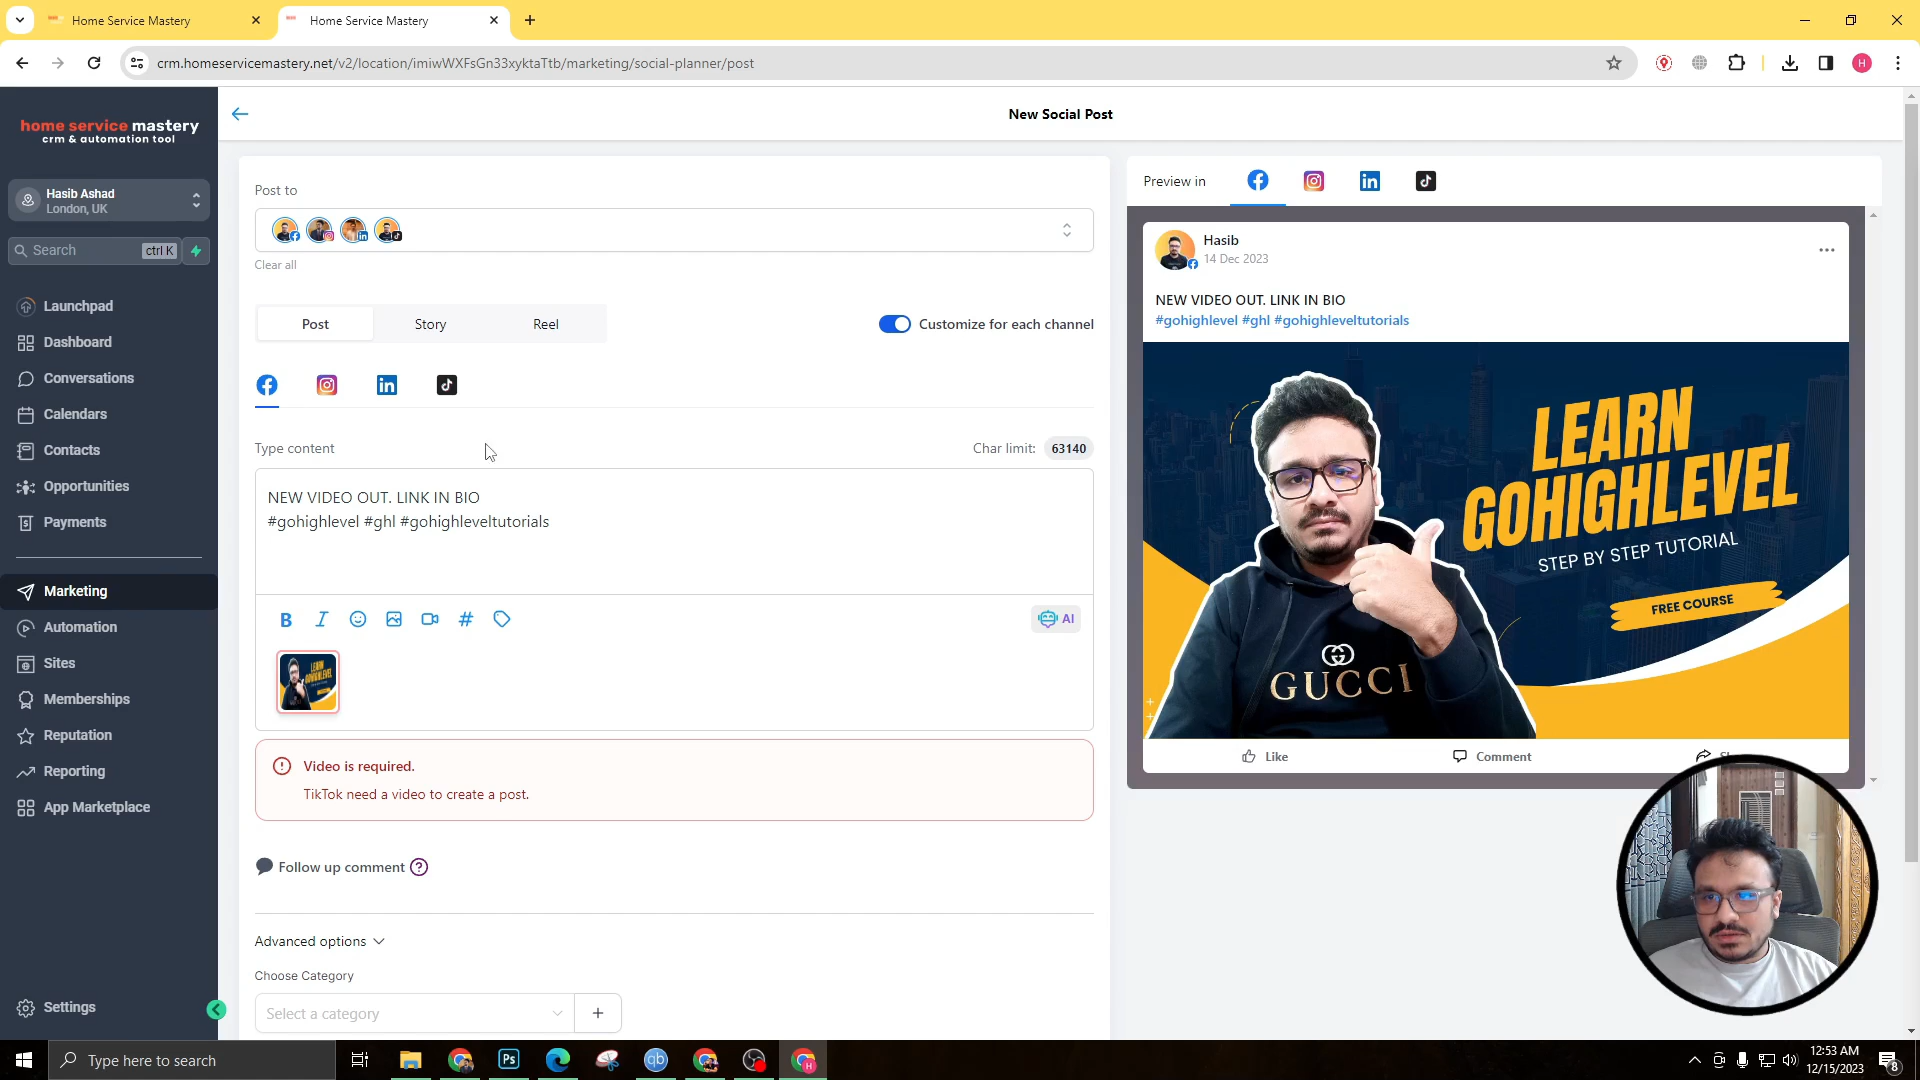 Home Service Mastery
Home Service Mastery
crm.homeservicemastery.net/v2/location/imiwWXFsGn33xyktaTtb/marketing/social-planner/post
H
home service mastery
crm & automation tool
Hasib Ashad
London, UK
Search
ctrl K
Launchpad
Dashboard
Conversations
Calendars
Contacts
Opportunities
Payments
Marketing
Automation
Sites
Memberships
Reputation
Reporting
App Marketplace
Settings
New Social Post
Post to
Clear all
Post
Story
Reel
Customize for each channel
Type content
Char limit: 63140
NEW VIDEO OUT. LINK IN BIO
#gohighlevel #ghl #gohighleveltutorials
B I # AI
LEARN
GOHIGHLEVEL
Video is required.
TikTok need a video to create a post.
Follow up comment
Advanced options
Choose Category
Select a category
+
Preview in
Hasib
14 Dec 2023
NEW VIDEO OUT. LINK IN BIO
#gohighlevel #ghl #gohighleveltutorials
LEARN
GOHIGHLEVEL
STEP BY STEP TUTORIAL
FREE COURSE
GUCCI
Like
Comment
Type here to search
Ps
qb
H
12:53 AM
12/15/2023
8